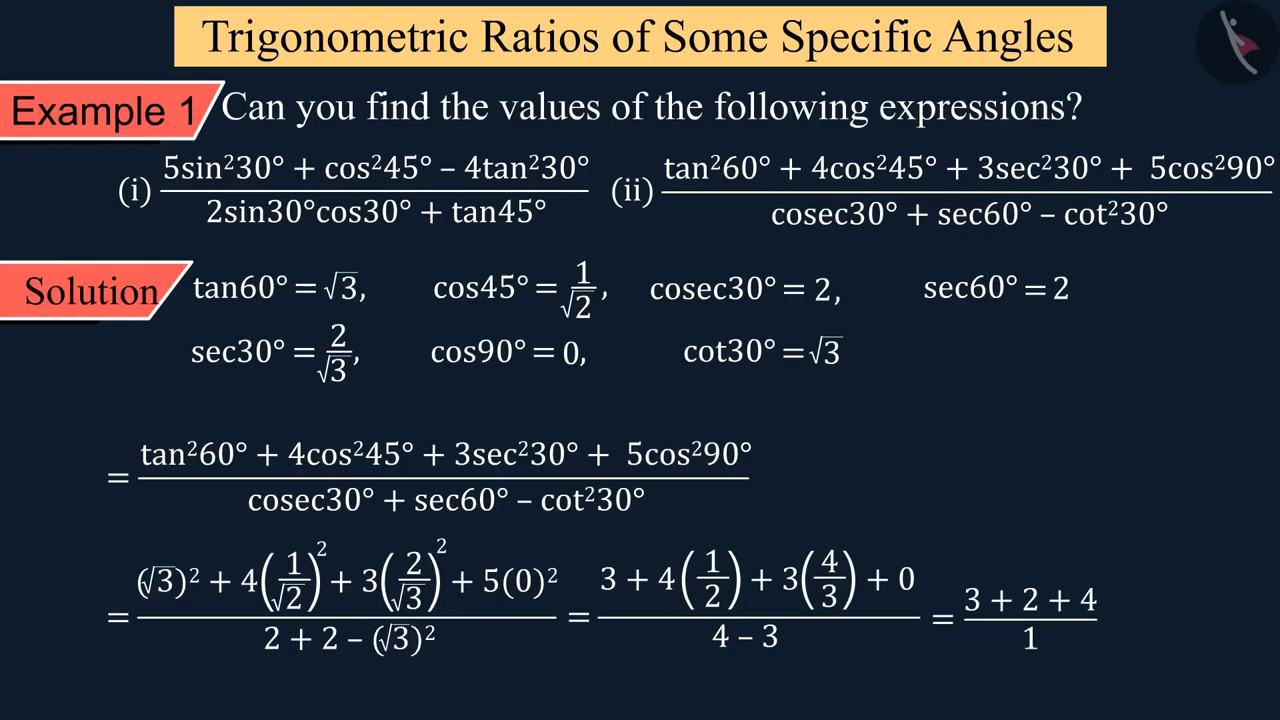 Trigonometric Ratios of Some Specific Angles
Example 1 Can you find the values of the following expressions?
(i) (5sin²30° + cos²45° – 4tan²30°)/(2sin30°cos30° + tan45°) (ii) (tan²60° + 4cos²45° + 3sec²30° + 5cos²90°)/(cosec30° + sec60° – cot²30°)
Solution tan60° = √3, cos45° = 1/√2, cosec30° = 2, sec60° = 2
sec30° = 2/√3, cos90° = 0, cot30° = √3
= (tan²60° + 4cos²45° + 3sec²30° + 5cos²90°)/(cosec30° + sec60° – cot²30°)
= ((√3)² + 4(1/√2)² + 3(2/√3)² + 5(0)²)/(2 + 2 – (√3)²) = (3 + 4(1/2) + 3(4/3) + 0)/(4 – 3) = (3 + 2 + 4)/1